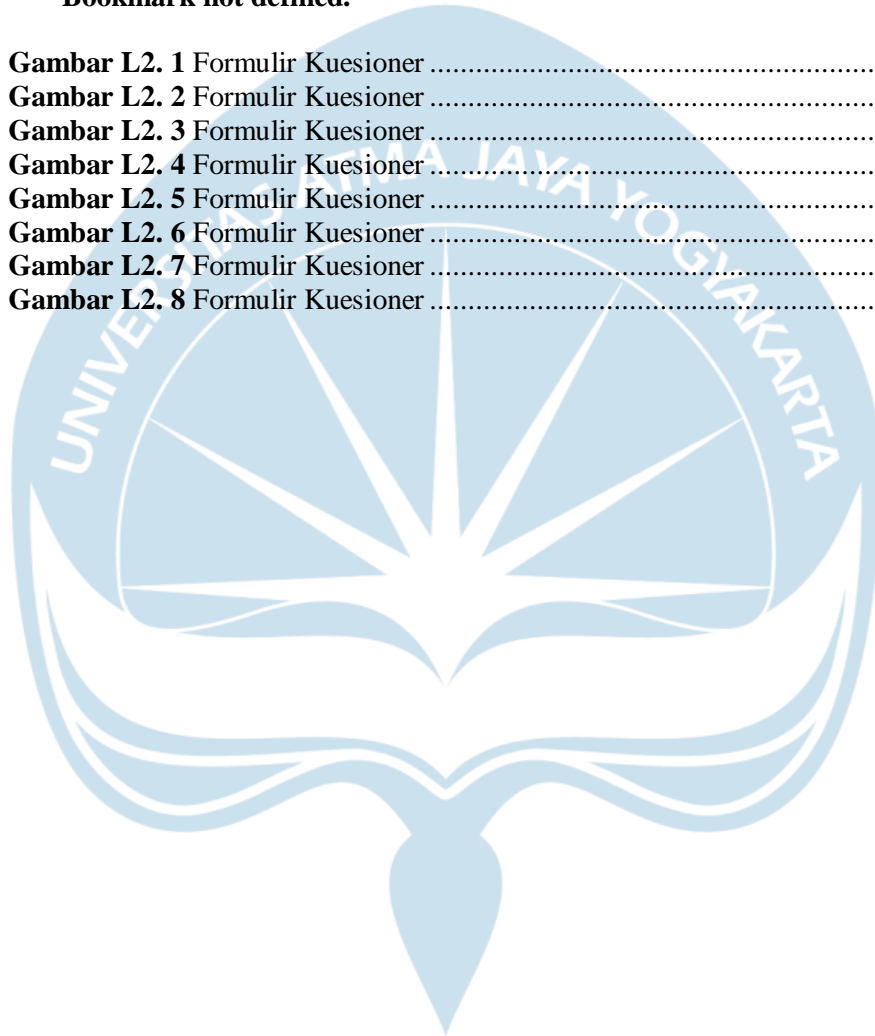 Bookmark not defined.
Gambar L2. 1 Formulir Kuesioner ...........................................................
Gambar L2. 2 Formulir Kuesioner ...........................................................
Gambar L2. 3 Formulir Kuesioner ...........................................................
Gambar L2. 4 Formulir Kuesioner ...........................................................
Gambar L2. 5 Formulir Kuesioner ...........................................................
Gambar L2. 6 Formulir Kuesioner ...........................................................
Gambar L2. 7 Formulir Kuesioner ...........................................................
Gambar L2. 8 Formulir Kuesioner ...........................................................
UNIVERSITAS ATMA JAYA YOGYAKARTA